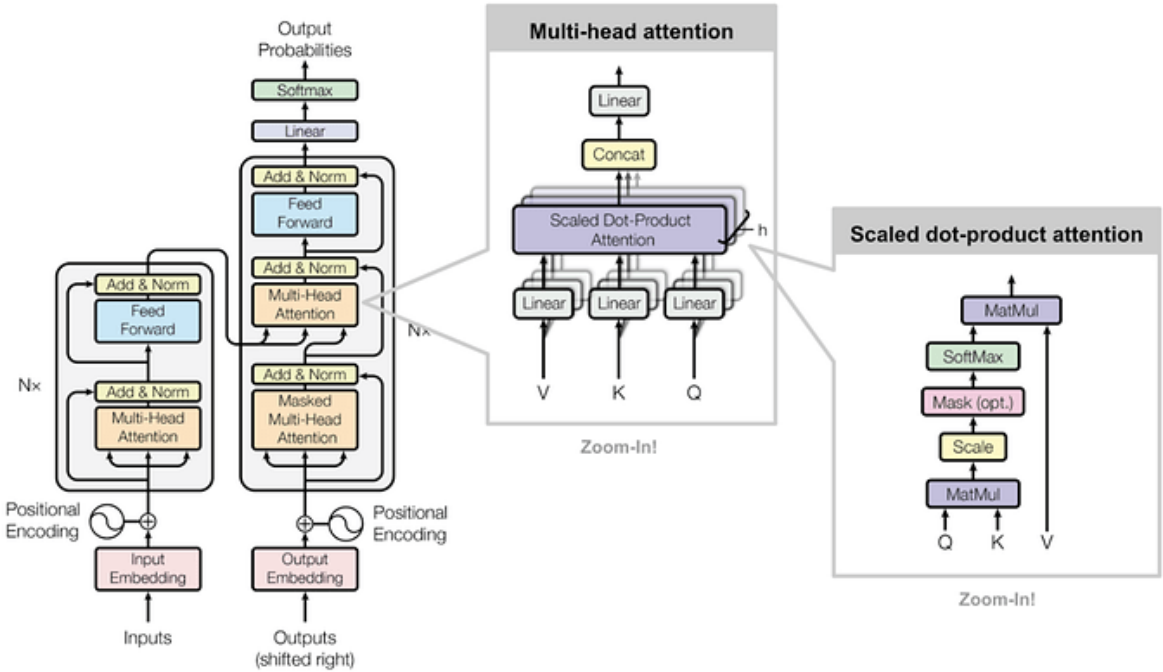 Output
Probabilities
Softmax
Linear
Add & Norm
Feed
Forward
Add & Norm
Multi-Head
Attention
Nx
Add & Norm
Masked
Multi-Head
Attention
Add & Norm
Feed
Forward
Nx
Add & Norm
Multi-Head
Attention
Positional
Encoding
Positional
Encoding
Input
Embedding
Output
Embedding
Inputs
Outputs
(shifted right)
Multi-head attention
Linear
Concat
Scaled Dot-Product
Attention
h
Linear
Linear
Linear
V
K
Q
Zoom-In!
Scaled dot-product attention
MatMul
SoftMax
Mask (opt.)
Scale
MatMul
Q
K
V
Zoom-In!